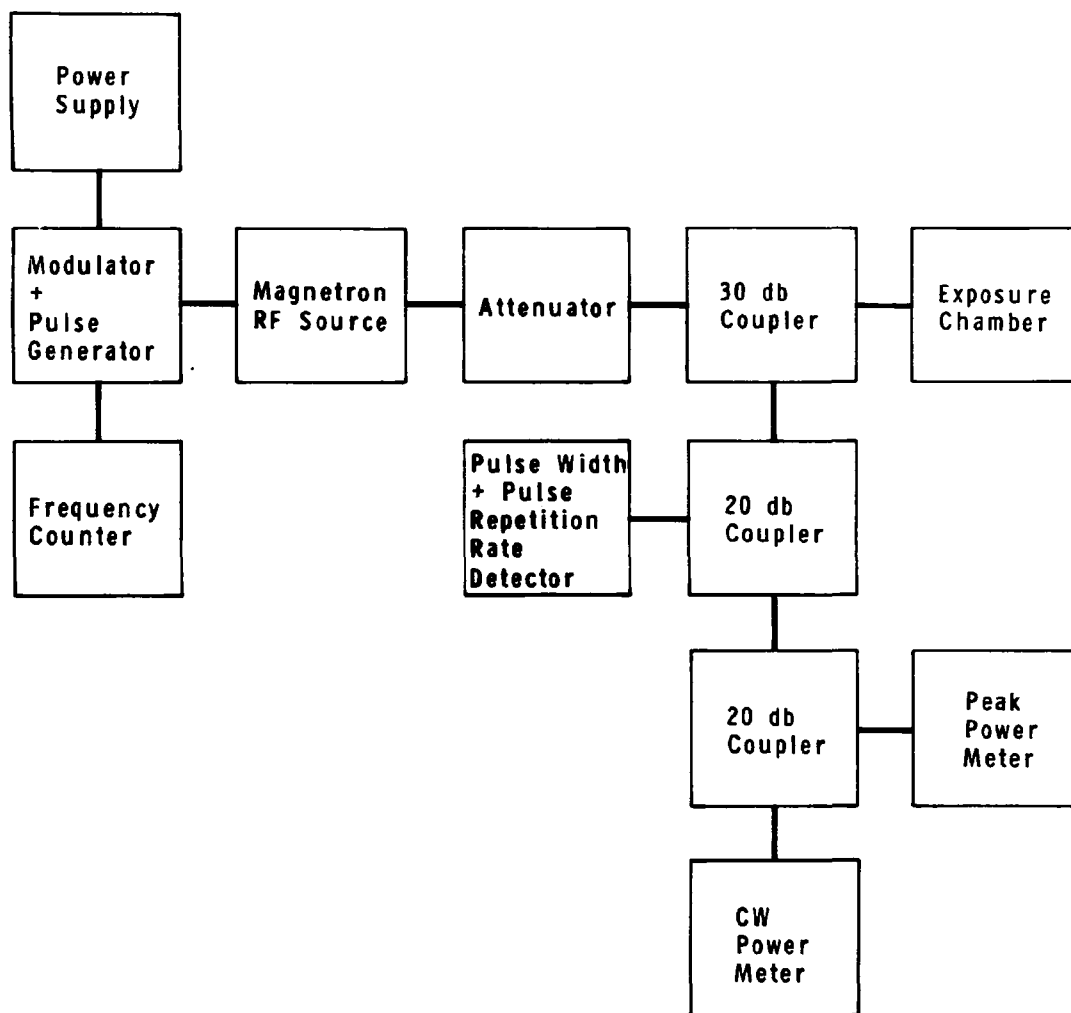 Power
Supply
Modulator
+
Pulse
Generator
Magnetron
RF Source
Attenuator
30 db
Coupler
Exposure
Chamber
Frequency
Counter
Pulse Width
+ Pulse
Repetition
Rate
Detector
20 db
Coupler
20 db
Coupler
Peak
Power
Meter
CW
Power
Meter